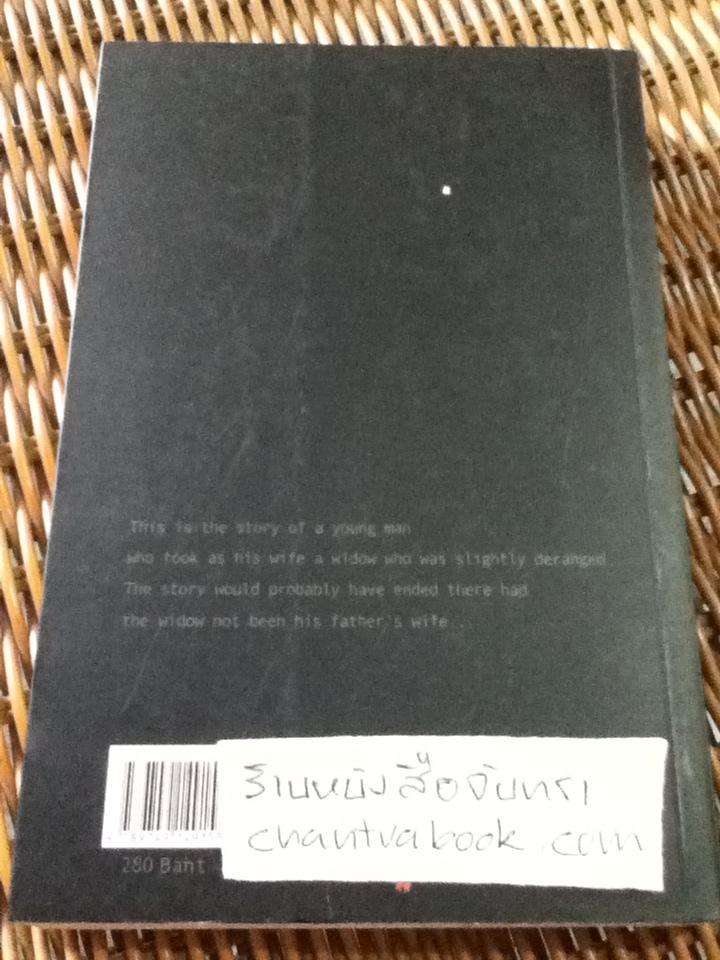 This is the story of a young man
who took as his wife a widow who was slightly deranged
The story would probably have ended there had
the widow not been his father's wife...
ร้านหนังสือจันทรา
chantrabook.com
280 Baht